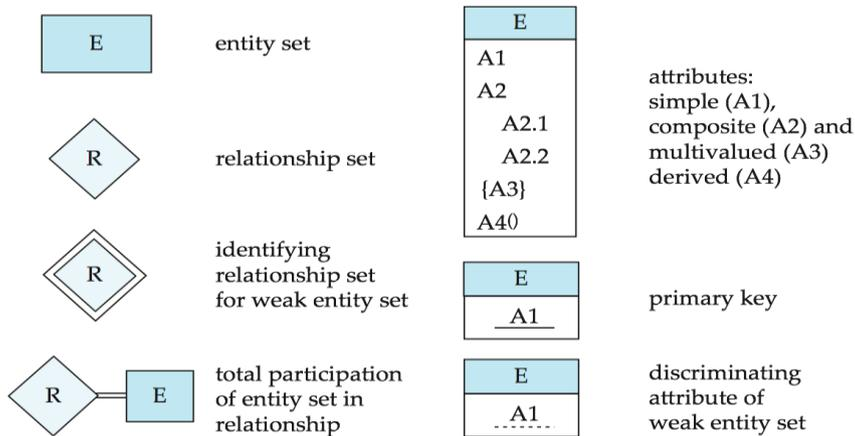 E
entity set
R
relationship set
R
identifying
relationship set
for weak entity set
R
E
total participation
of entity set in
relationship
E
A1
A2
A2.1
A2.2
{A3}
A4()
attributes:
simple (A1),
composite (A2) and
multivalued (A3)
derived (A4)
E
A1
primary key
E
A1
discriminating
attribute of
weak entity set